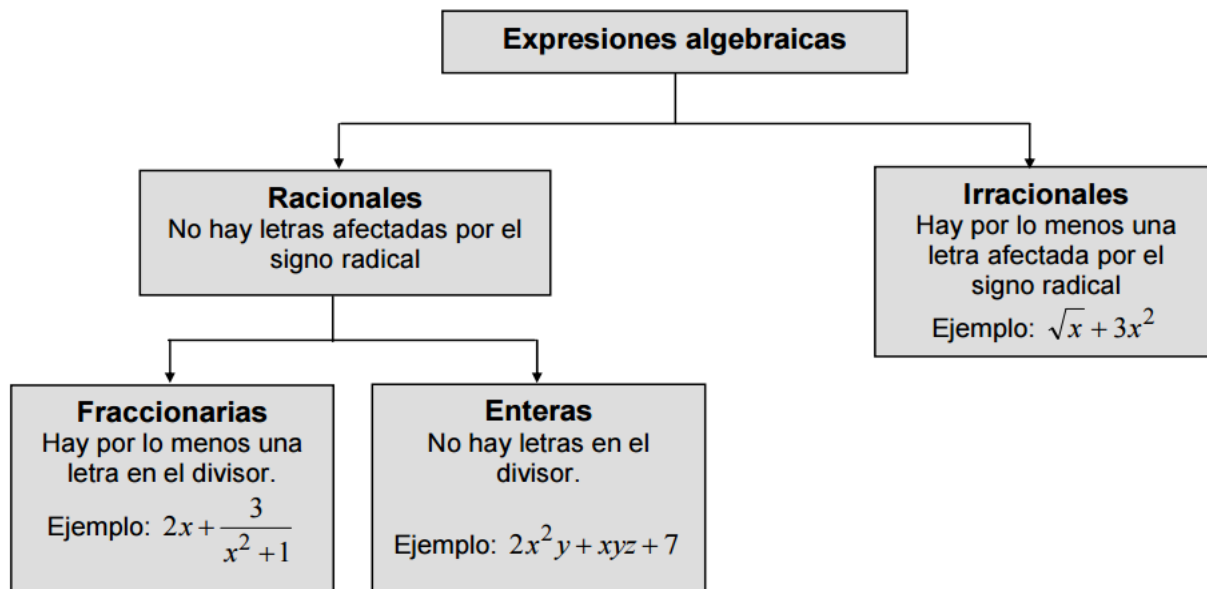 Expresiones algebraicas
Racionales
No hay letras afectadas por el
signo radical
Irracionales
Hay por lo menos una
letra afectada por el
signo radical
Ejemplo: √x + 3x²
Fraccionarias
Hay por lo menos una
letra en el divisor.
Ejemplo: 2x + 3/(x² + 1)
Enteras
No hay letras en el
divisor.
Ejemplo: 2x²y + xyz + 7